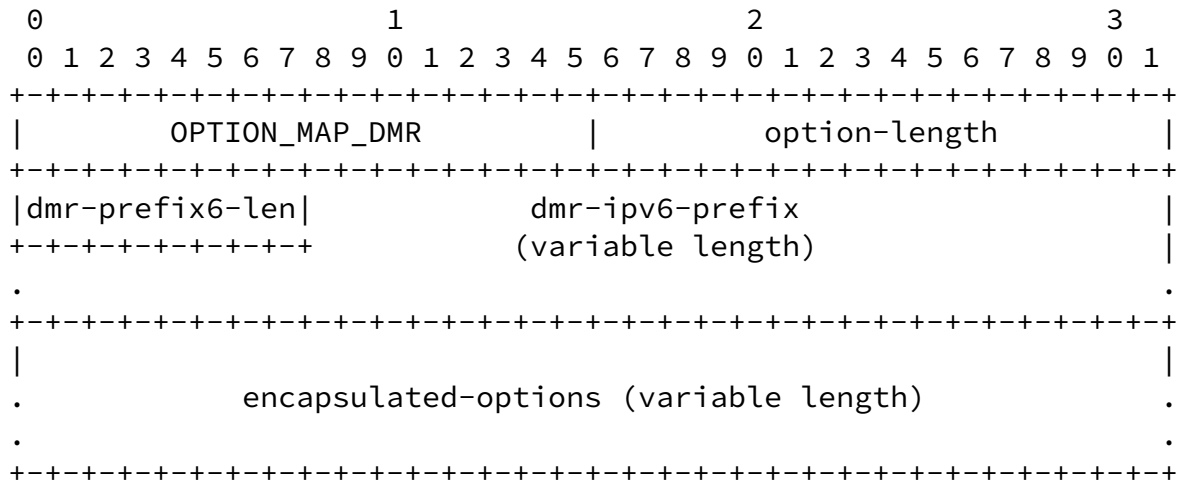 0                   1                   2                   3
 0 1 2 3 4 5 6 7 8 9 0 1 2 3 4 5 6 7 8 9 0 1 2 3 4 5 6 7 8 9 0 1
+-+-+-+-+-+-+-+-+-+-+-+-+-+-+-+-+-+-+-+-+-+-+-+-+-+-+-+-+-+-+-+-+
|        OPTION_MAP_DMR         |         option-length         |
+-+-+-+-+-+-+-+-+-+-+-+-+-+-+-+-+-+-+-+-+-+-+-+-+-+-+-+-+-+-+-+-+
|dmr-prefix6-len|            dmr-ipv6-prefix                    |
+-+-+-+-+-+-+-+-+           (variable length)                   |
.                                                               .
+-+-+-+-+-+-+-+-+-+-+-+-+-+-+-+-+-+-+-+-+-+-+-+-+-+-+-+-+-+-+-+-+
|                                                               |
.            encapsulated-options (variable length)             .
.                                                               .
+-+-+-+-+-+-+-+-+-+-+-+-+-+-+-+-+-+-+-+-+-+-+-+-+-+-+-+-+-+-+-+-+